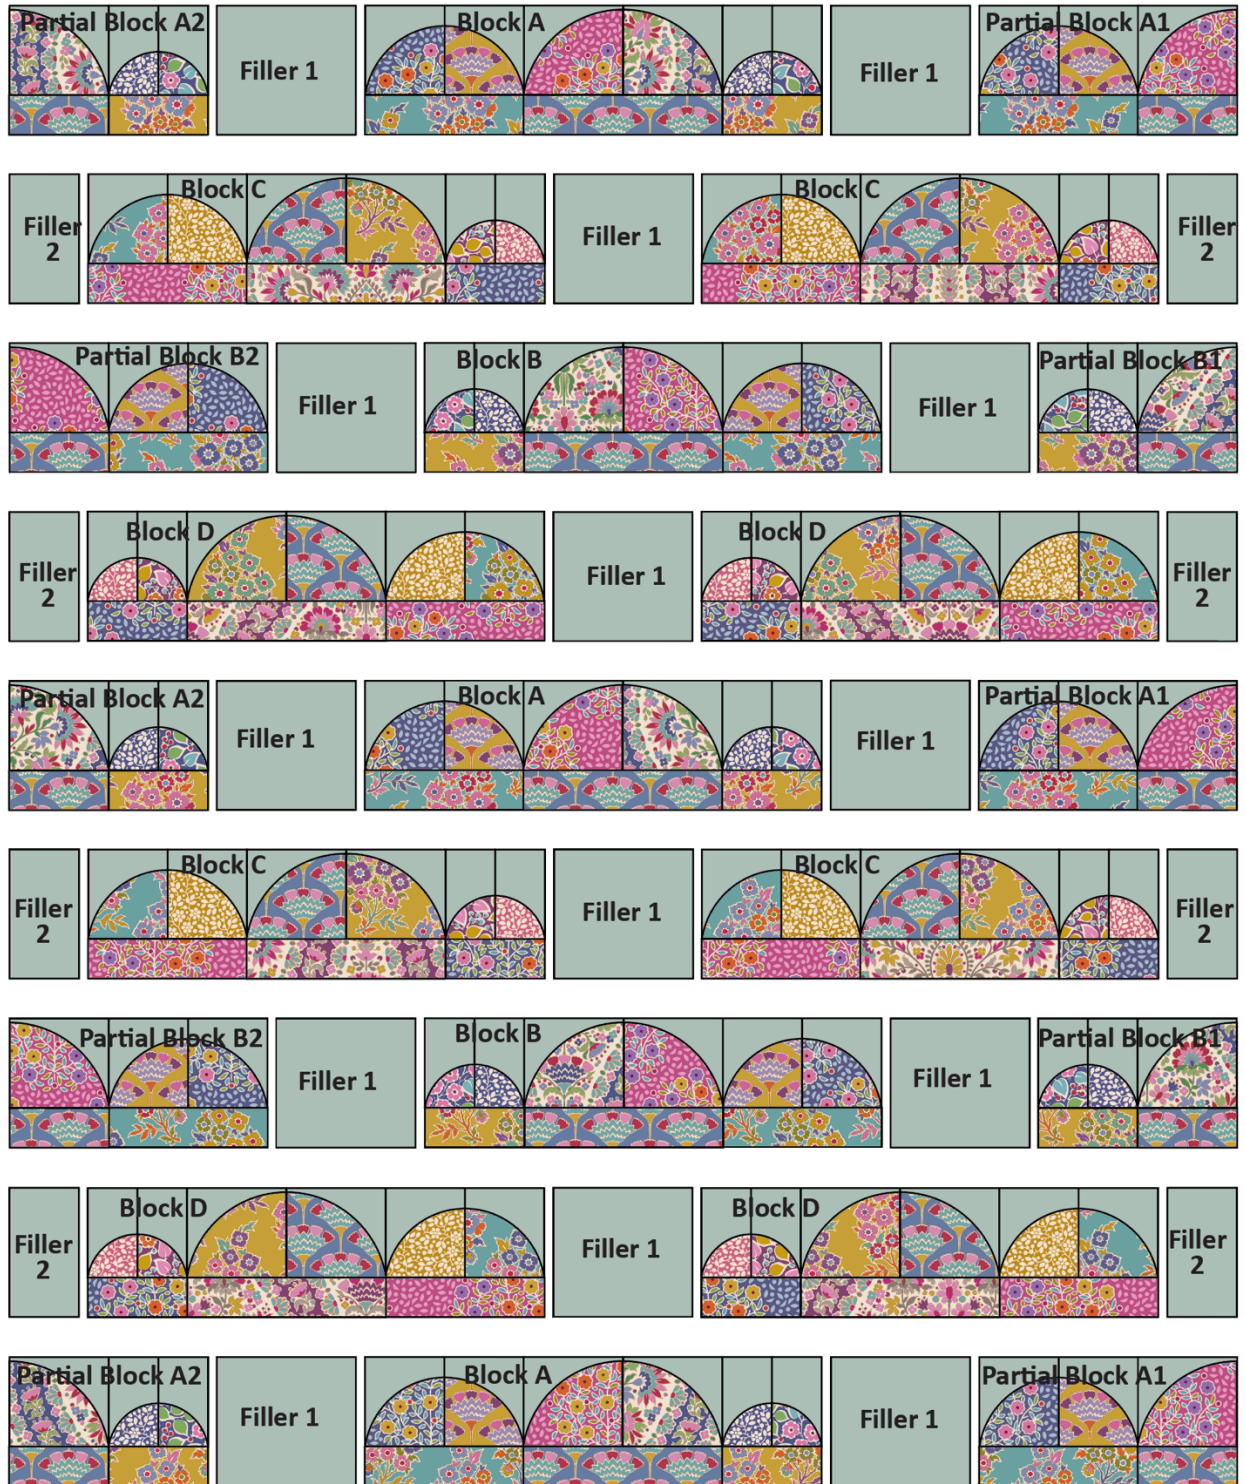 Partial Block A2
Filler 1
Block A
Filler 1
Partial Block A1
Filler
2
Block C
Filler 1
Block C
Filler
2
Partial Block B2
Filler 1
Block B
Filler 1
Partial Block B1
Filler
2
Block D
Filler 1
Block D
Filler
2
Partial Block A2
Filler 1
Block A
Filler 1
Partial Block A1
Filler
2
Block C
Filler 1
Block C
Filler
2
Partial Block B2
Filler 1
Block B
Filler 1
Partial Block B1
Filler
2
Block D
Filler 1
Block D
Filler
2
Partial Block A2
Filler 1
Block A
Filler 1
Partial Block A1